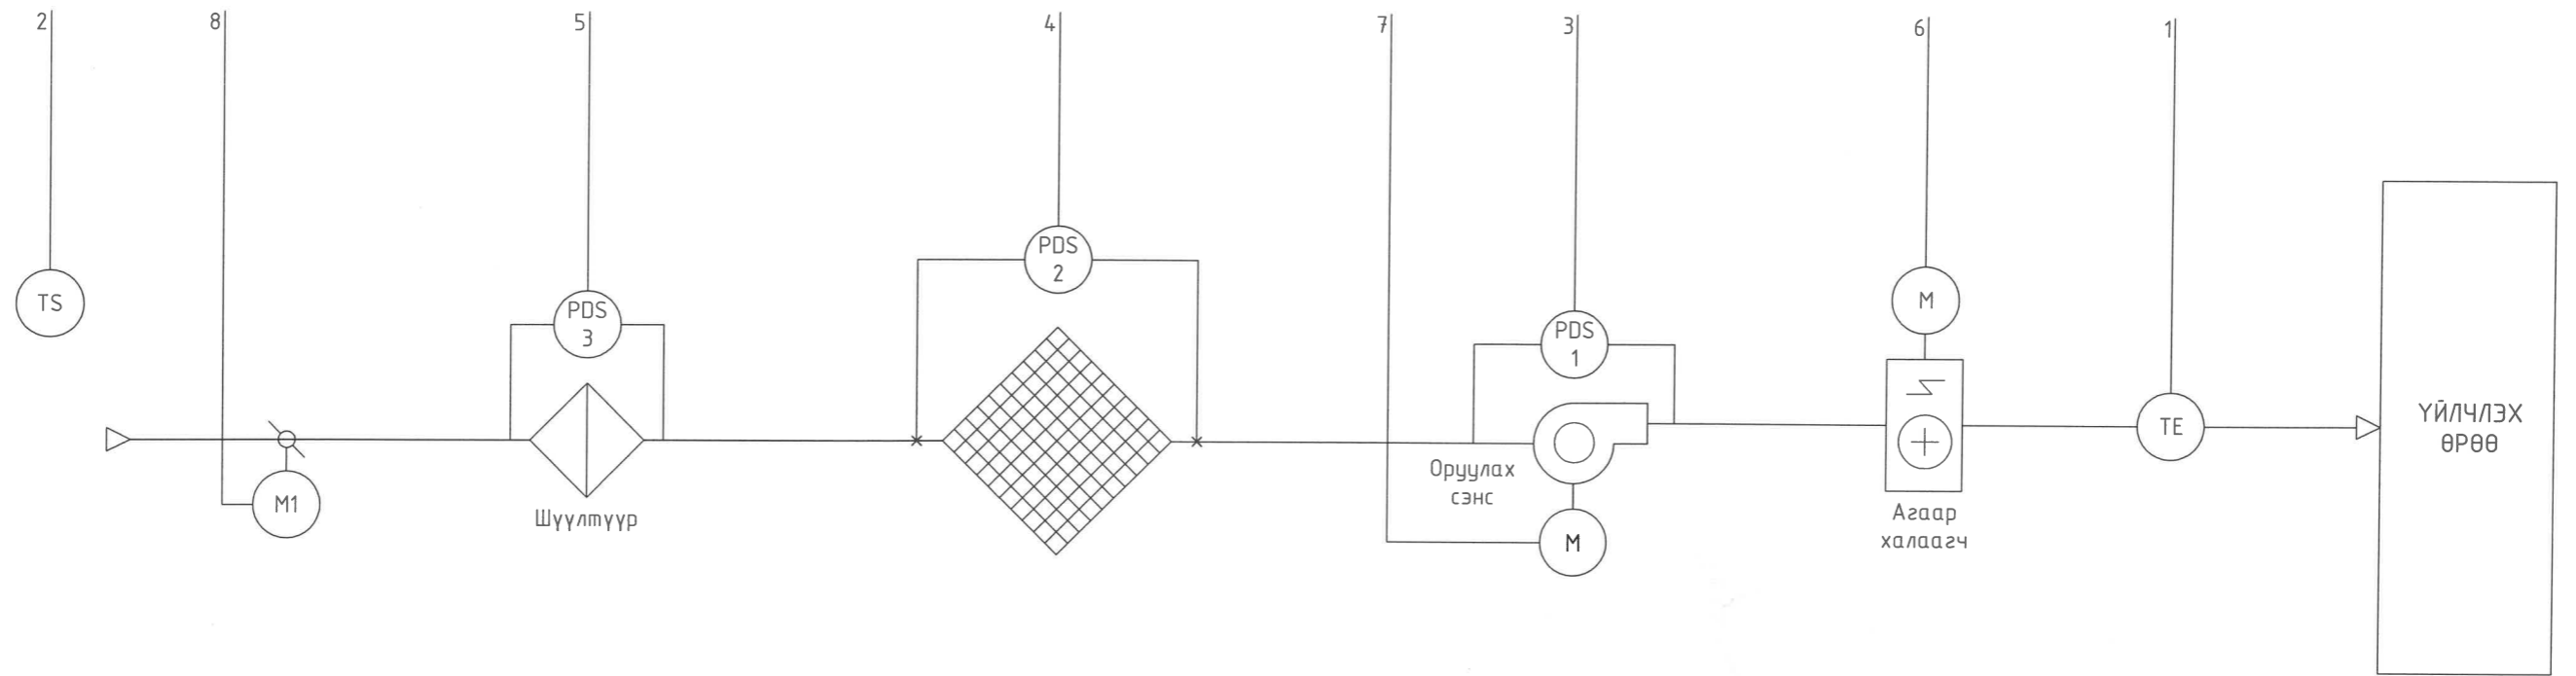 2
8
5
4
7
3
6
1
TS
M1
PDS
3
Шүүлтүүр
PDS
2
PDS
1
Оруулах
сэнс
M
M
Агаар
халаагч
TE
ҮЙЛЧЛЭХ
ӨРӨӨ